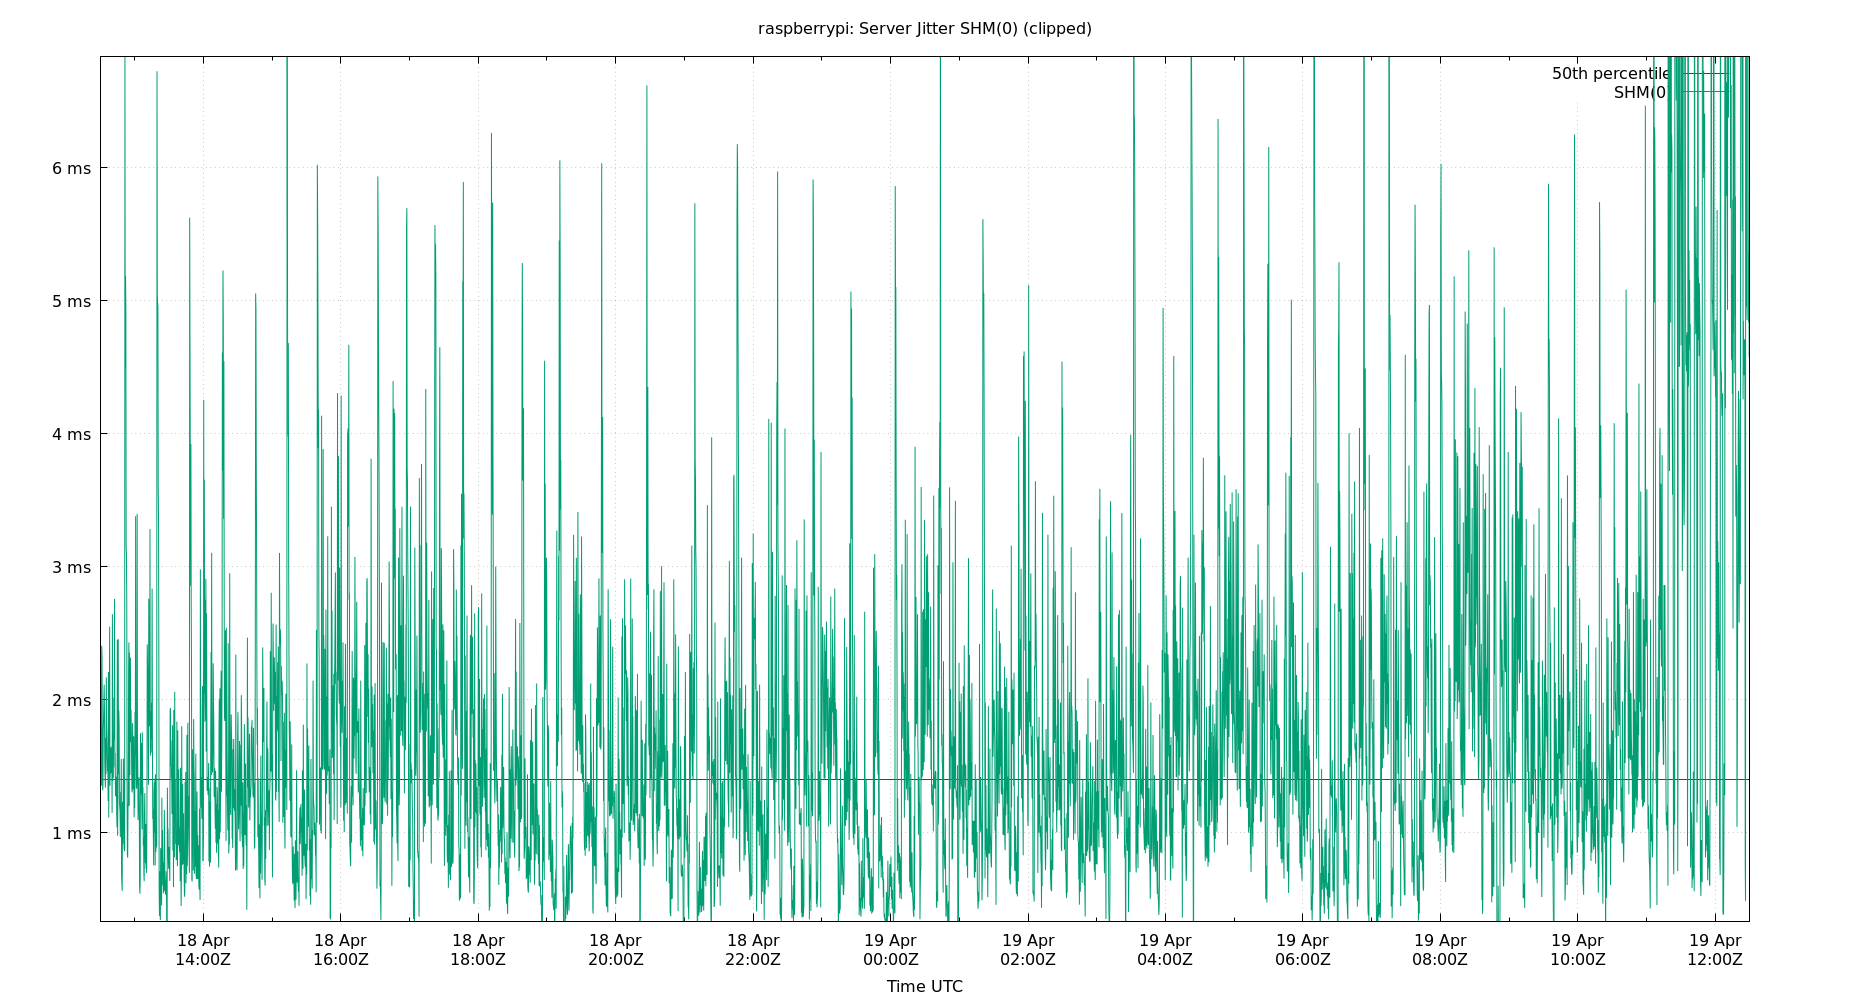 raspberrypi: Server Jitter SHM(0) (clipped)
50th percentile
SHM(0)
6 ms
5 ms
4 ms
3 ms
2 ms
1 ms
18 Apr 18 Apr 18 Apr 18 Apr 18 Apr 19 Apr 19 Apr 19 Apr 19 Apr 19 Apr 19 Apr 19 Apr
14:00Z 16:00Z 18:00Z 20:00Z 22:00Z 00:00Z 02:00Z 04:00Z 06:00Z 08:00Z 10:00Z 12:00Z
Time UTC